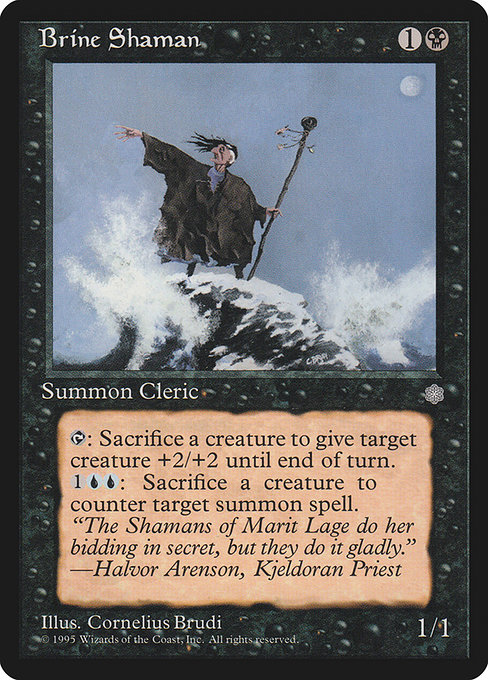 Brine Shaman 1
Summon Cleric
: Sacrifice a creature to give target
creature +2/+2 until end of turn.
1 : Sacrifice a creature to
counter target summon spell.
“The Shamans of Marit Lage do her
bidding in secret, but they do it gladly.”
—Halvor Arenson, Kjeldoran Priest
Illus. Cornelius Brudi
© 1995 Wizards of the Coast, Inc. All rights reserved.
1/1